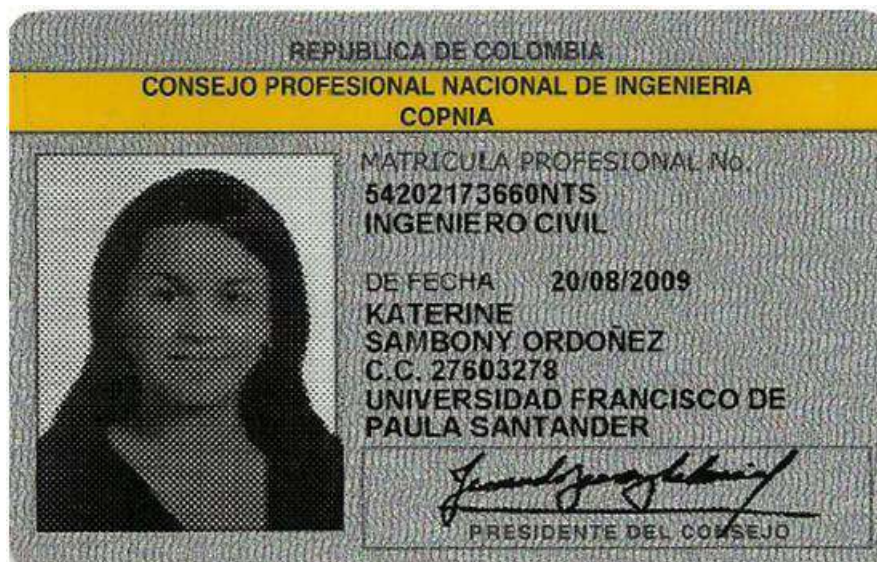 REPUBLICA DE COLOMBIA
CONSEJO PROFESIONAL NACIONAL DE INGENIERIA
COPNIA
MATRICULA PROFESIONAL No.
54202173660NTS
INGENIERO CIVIL
DE FECHA 20/08/2009
KATERINE
SAMBONY ORDOÑEZ
C.C. 27603278
UNIVERSIDAD FRANCISCO DE
PAULA SANTANDER
PRESIDENTE DEL CONSEJO